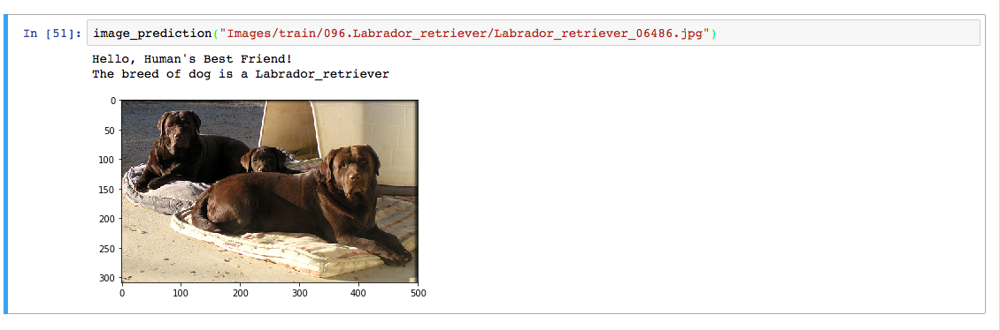 In [51]: image_prediction("Images/train/096.Labrador_retriever/Labrador_retriever_06486.jpg")
Hello, Human's Best Friend!
The breed of dog is a Labrador_retriever
0
50
100
150
200
250
300
0 100 200 300 400 500